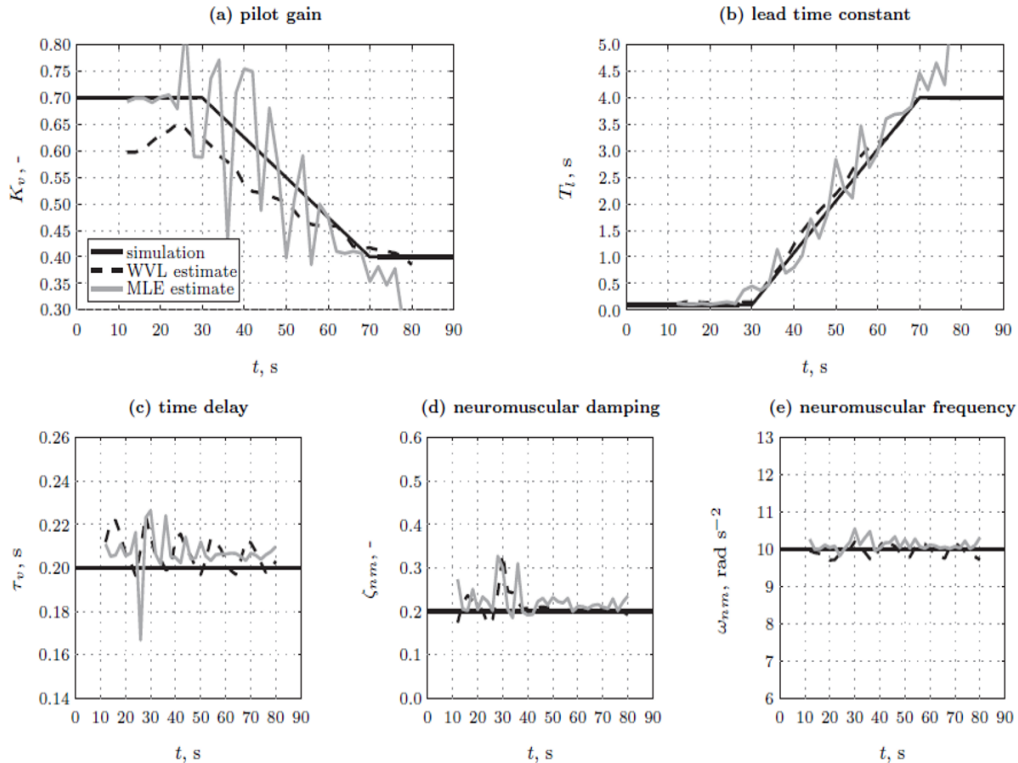 (a) pilot gain
0.80
0.75
0.70
0.65
0.60
0.55
0.50
0.45
0.40
0.35
0.30
K_v, -
simulation
WVL estimate
MLE estimate
0 10 20 30 40 50 60 70 80 90
t, s
(b) lead time constant
5.0
4.5
4.0
3.5
3.0
2.5
2.0
1.5
1.0
0.5
0.0
T_l, s
0 10 20 30 40 50 60 70 80 90
t, s
(c) time delay
0.26
0.24
0.22
0.20
0.18
0.16
0.14
τ_v, s
0 10 20 30 40 50 60 70 80 90
t, s
(d) neuromuscular damping
0.6
0.5
0.4
0.3
0.2
0.1
0.0
ζ_nm, -
0 10 20 30 40 50 60 70 80 90
t, s
(e) neuromuscular frequency
13
12
11
10
9
8
7
6
ω_nm, rad s⁻²
0 10 20 30 40 50 60 70 80 90
t, s